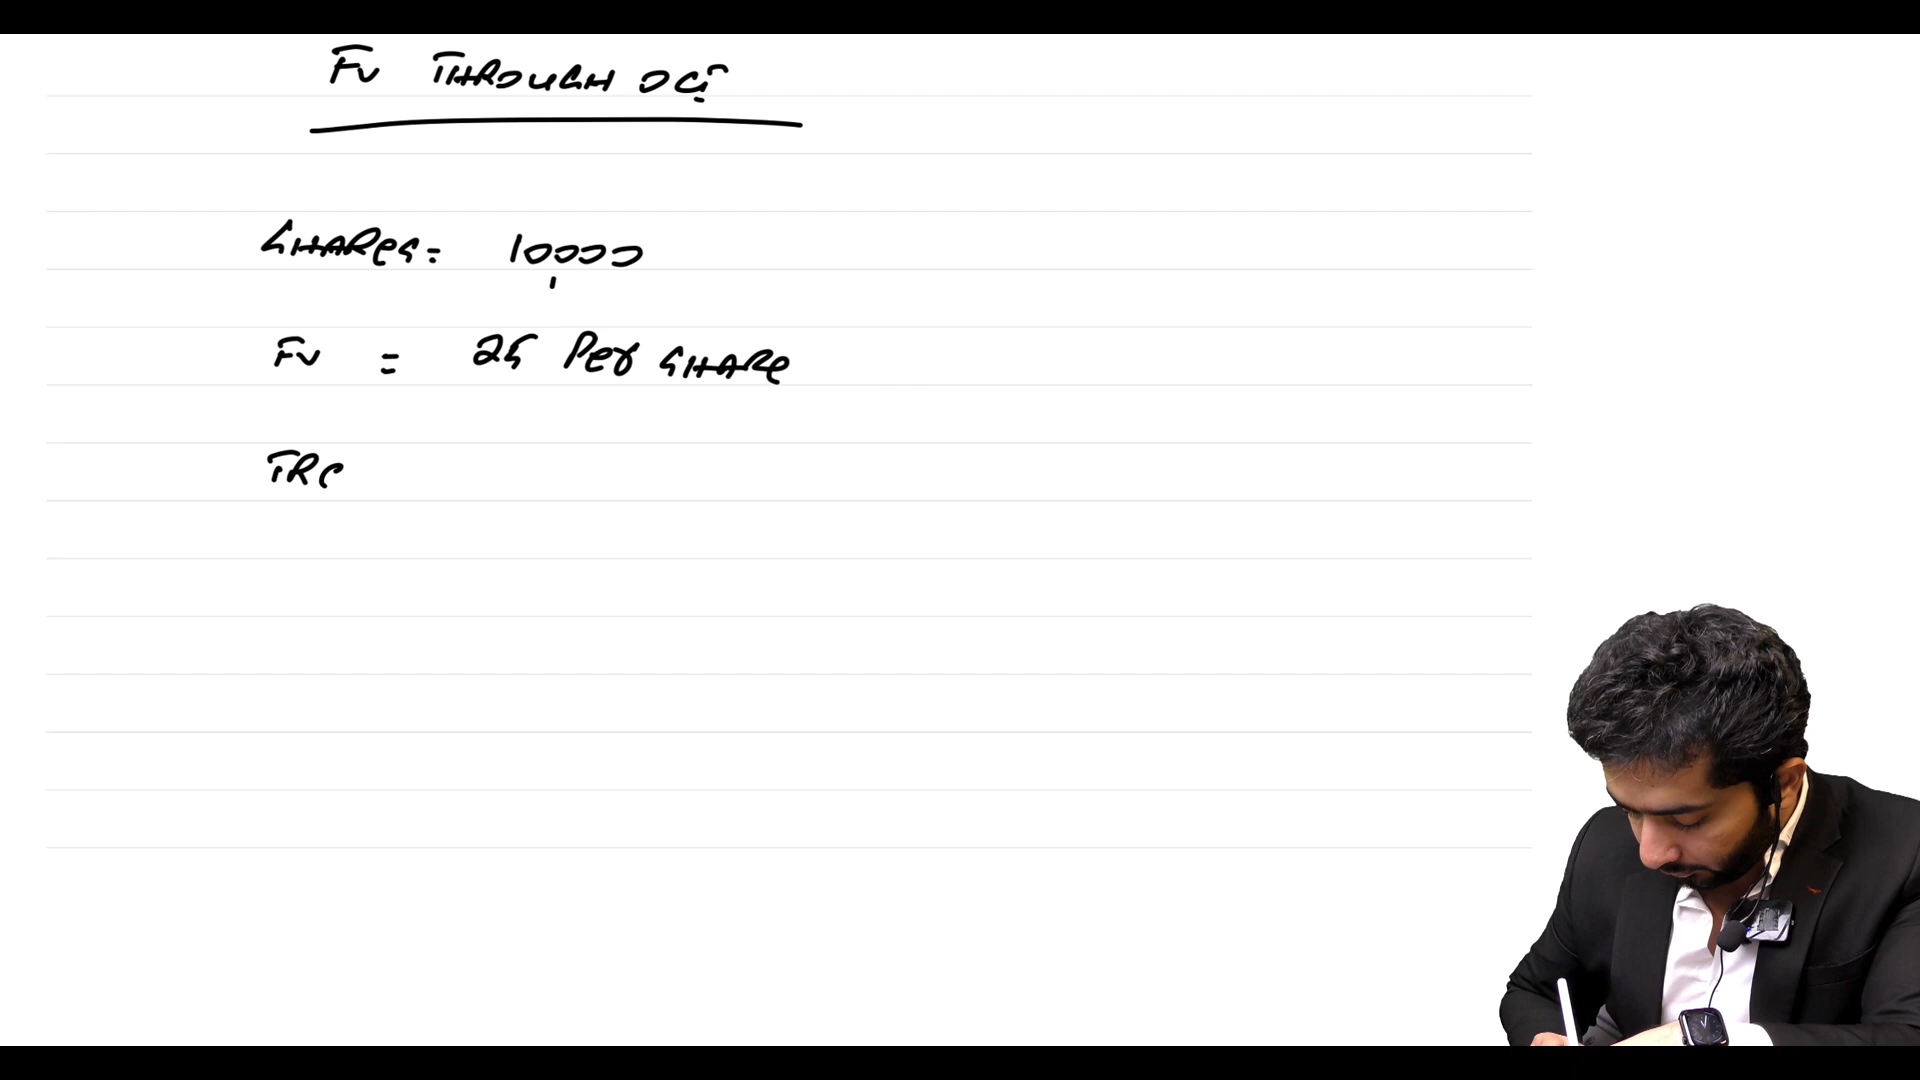 FV THROUGH OCI
SHARES = 10,000
FV = 25 Per SHARe
TRC